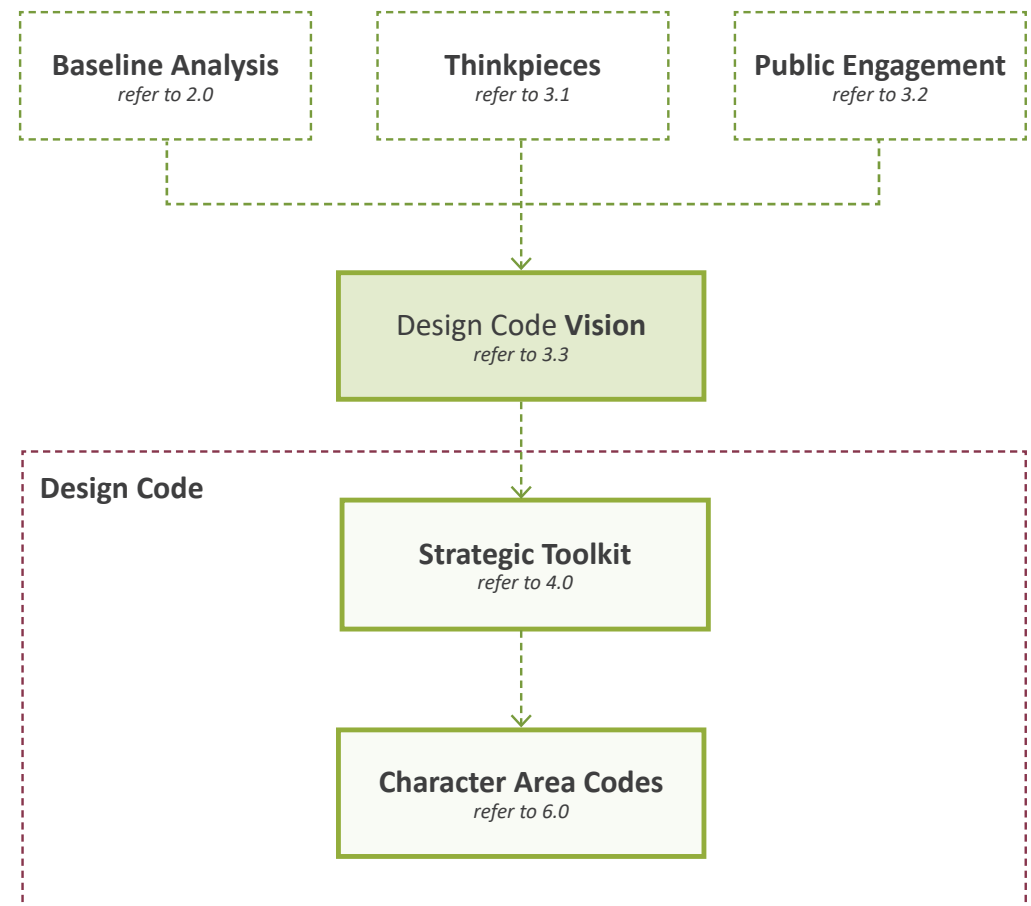 Baseline Analysis
refer to 2.0
Thinkpieces
refer to 3.1
Public Engagement
refer to 3.2
Design Code Vision
refer to 3.3
Design Code
Strategic Toolkit
refer to 4.0
Character Area Codes
refer to 6.0